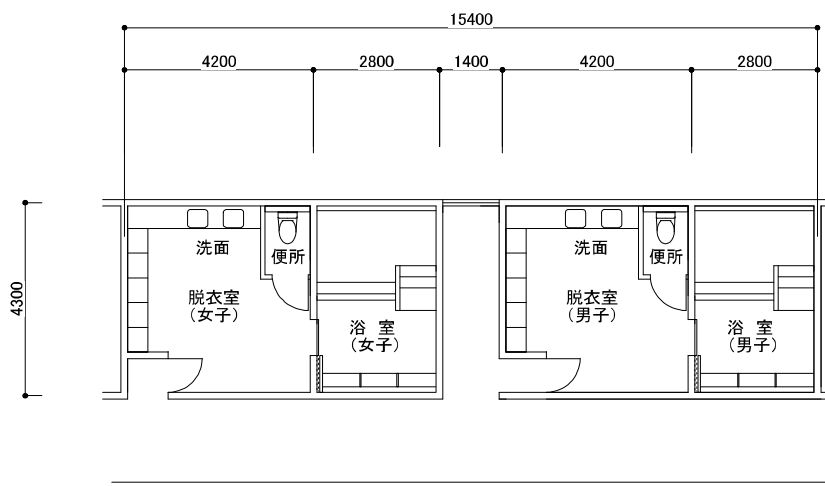 15400
4200
2800
1400
4200
2800
4300
洗面
便所
脱衣室
（女子）
浴 室
（女子）
洗面
便所
脱衣室
（男子）
浴 室
（男子）